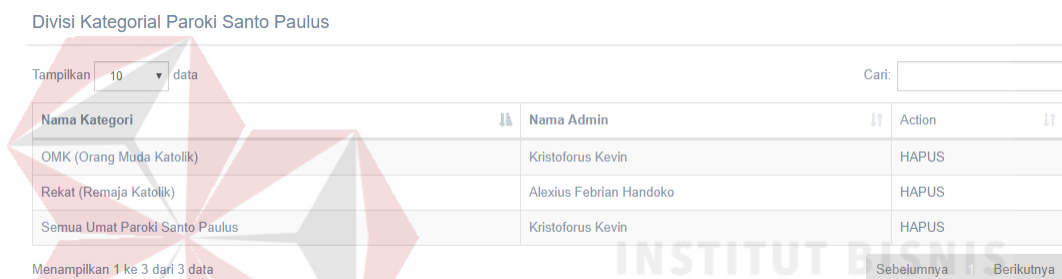 Divisi Kategorial Paroki Santo Paulus
Tampilkan 10 data Cari:
Nama Kategori Nama Admin Action
OMK (Orang Muda Katolik) Kristoforus Kevin HAPUS
Rekat (Remaja Katolik) Alexius Febrian Handoko HAPUS
Semua Umat Paroki Santo Paulus Kristoforus Kevin HAPUS
INSTITUT BISNIS
Menampilkan 1 ke 3 dari 3 data Sebelumnya 1 Berikutnya